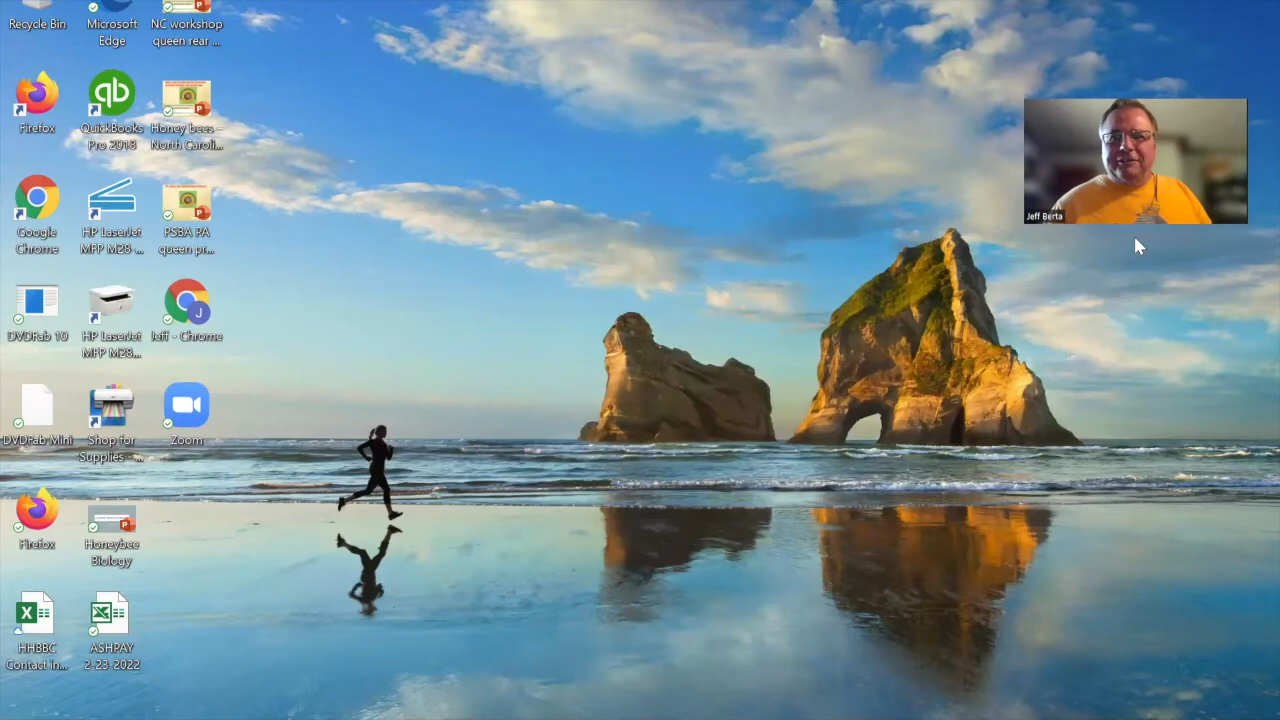 Recycle Bin
Microsoft
Edge
NC workshop
queen rear ...
Firefox
QuickBooks
Pro 2018
Honey bees -
North Caroli...
Google
Chrome
HP LaserJet
MFP M28-...
PSBA PA
queen pr...
DVDFab 10
HP LaserJet
MFP M28...
Jeff - Chrome
DVDFab Mini
Shop for
Supplies - ...
Zoom
Firefox
Honeybee
Biology
HHBBC
Contact in...
ASHPAY
2-23-2022
Jeff Berta